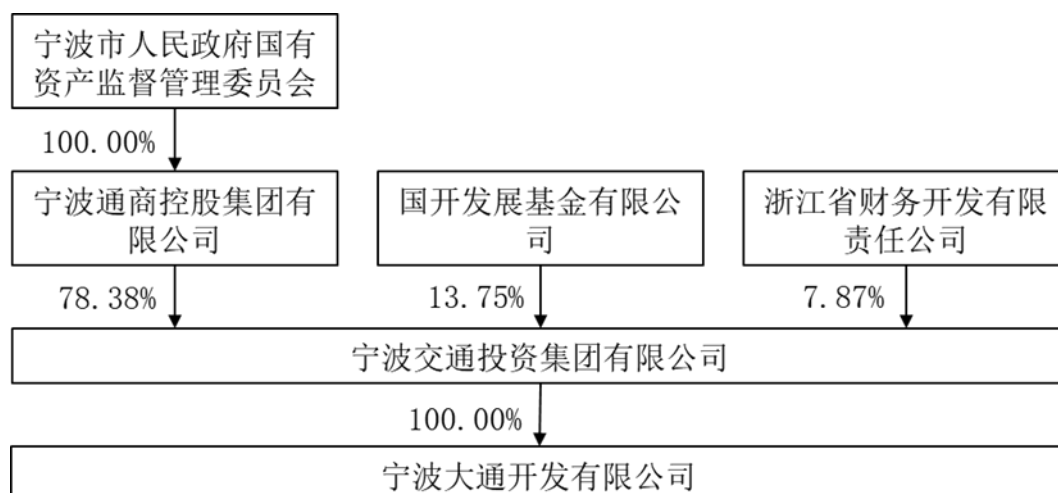 宁波市人民政府国有
资产监督管理委员会
100.00%
宁波通商控股集团有
限公司
国开发展基金有限公
司
浙江省财务开发有限
责任公司
78.38%
13.75%
7.87%
宁波交通投资集团有限公司
100.00%
宁波大通开发有限公司